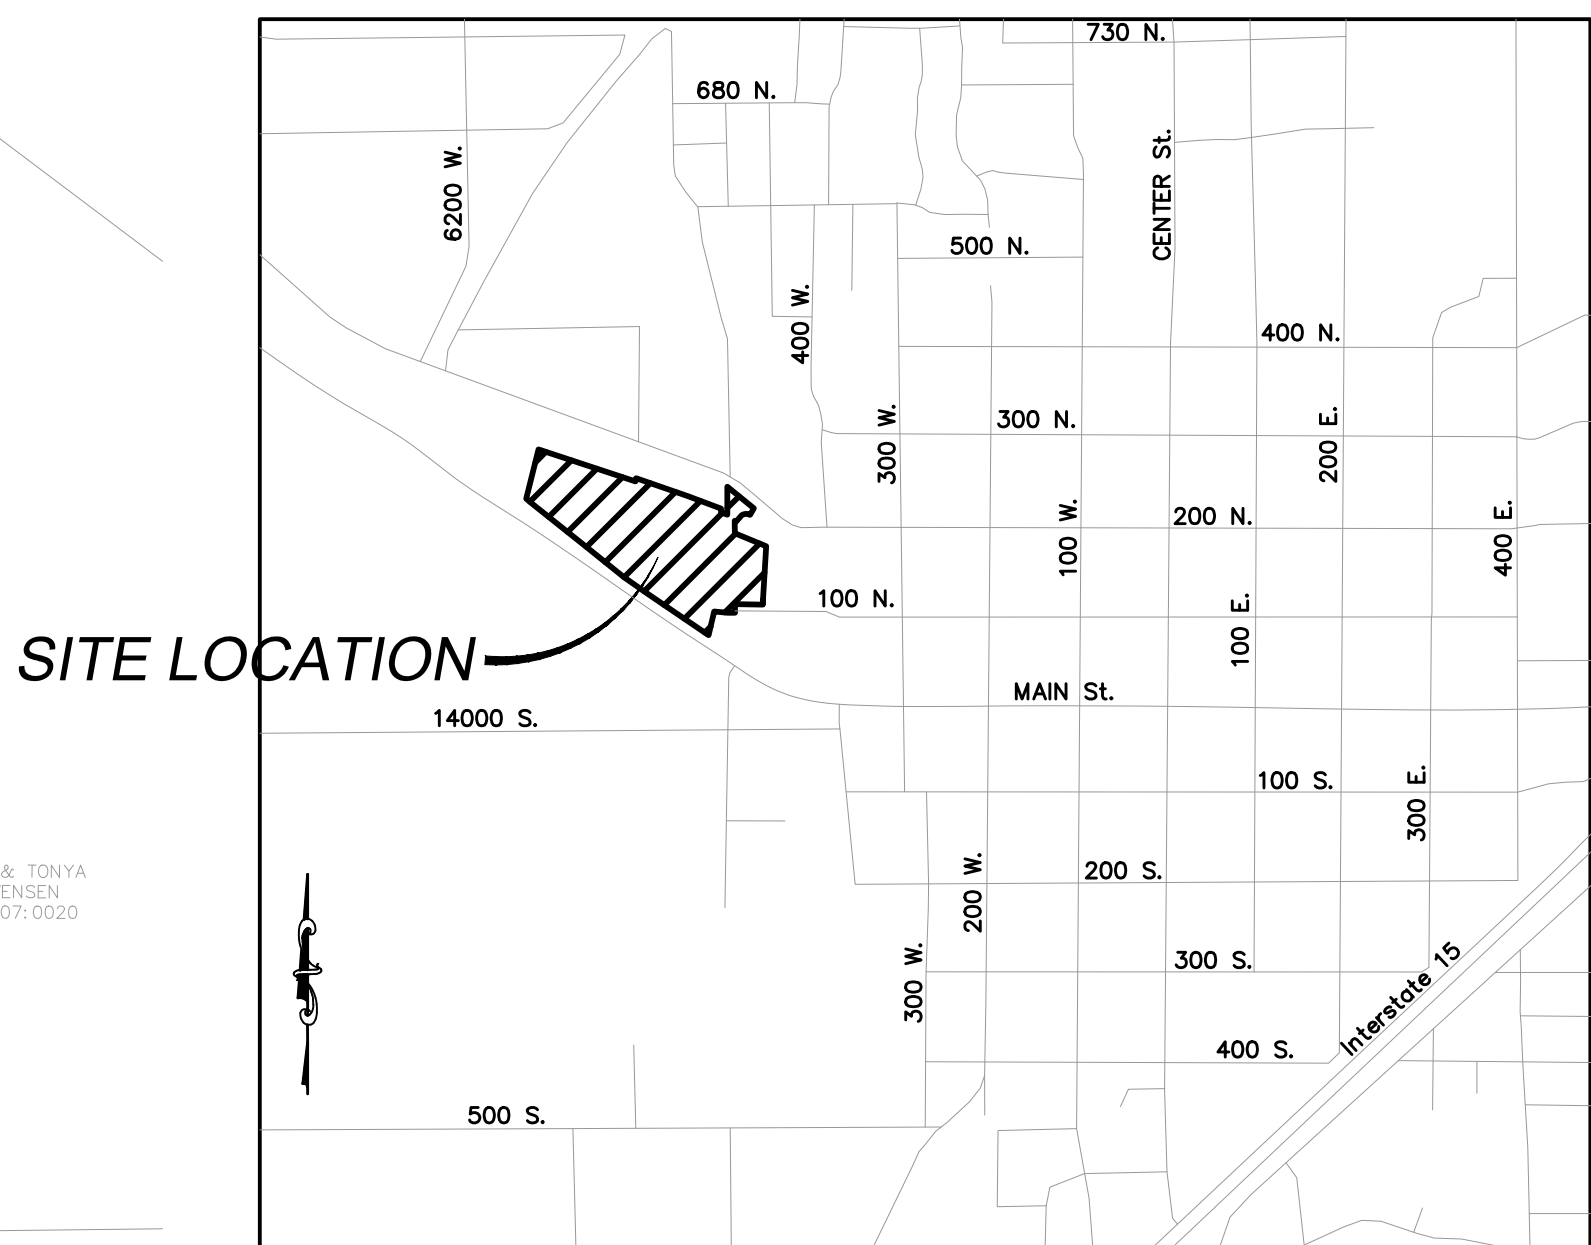 730 N.
680 N.
CENTER St.
6200 W.
500 N.
400 W.
400 N.
300 W.
300 N.
200 E.
100 W.
200 N.
400 E.
100 N.
100 E.
SITE LOCATION
MAIN St.
14000 S.
100 S.
300 E.
& TONYA
ENSEN
07:0020
200 W.
200 S.
300 W.
300 S.
Interstate 15
400 S.
500 S.